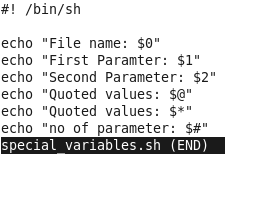 #! /bin/sh
echo "File name: $0"
echo "First Paramter: $1"
echo "Second Parameter: $2"
echo "Quoted values: $@"
echo "Quoted values: $*"
echo "no of parameter: $#"
special_variables.sh (END)